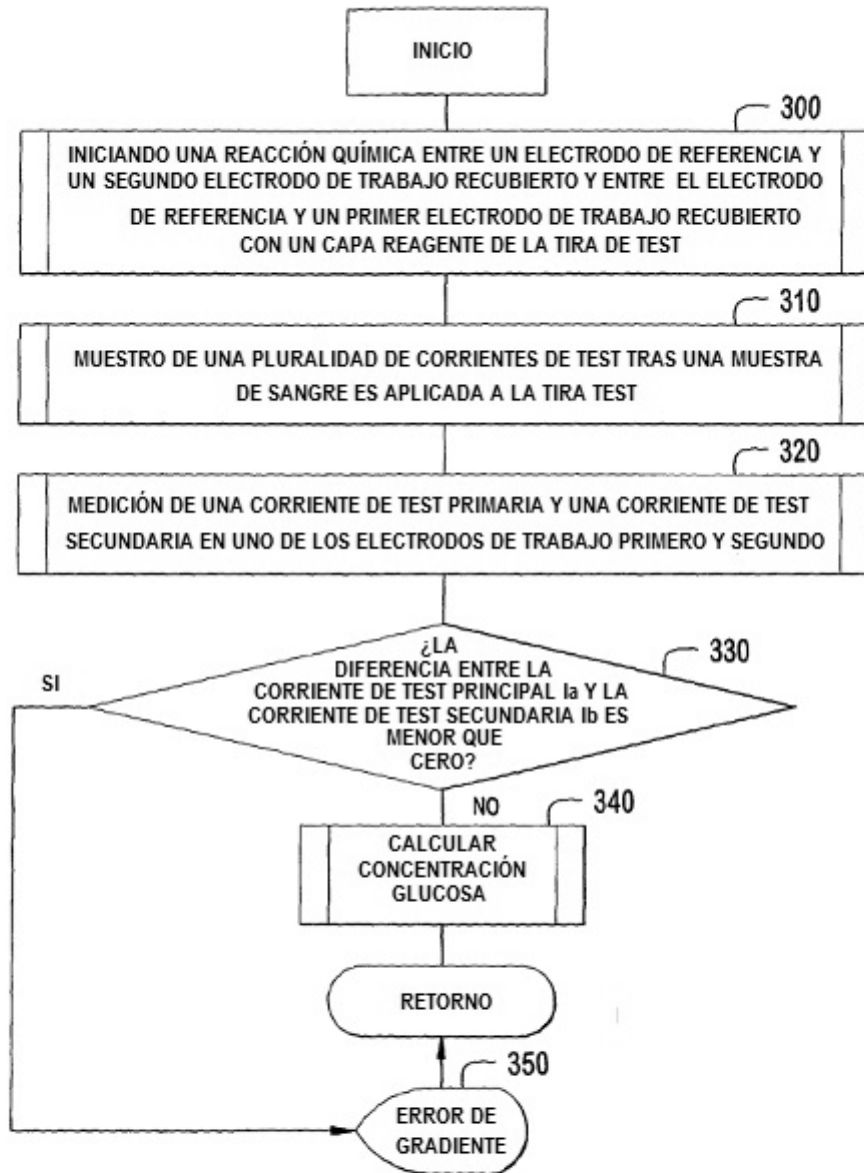 INICIO
300
INICIANDO UNA REACCIÓN QUÍMICA ENTRE UN ELECTRODO DE REFERENCIA Y
UN SEGUNDO ELECTRODO DE TRABAJO RECUBIERTO Y ENTRE EL ELECTRODO
DE REFERENCIA Y UN PRIMER ELECTRODO DE TRABAJO RECUBIERTO
CON UN CAPA REAGENTE DE LA TIRA DE TEST
310
MUESTRO DE UNA PLURALIDAD DE CORRIENTES DE TEST TRAS UNA MUESTRA
DE SANGRE ES APLICADA A LA TIRA TEST
320
MEDICIÓN DE UNA CORRIENTE DE TEST PRIMARIA Y UNA CORRIENTE DE TEST
SECUNDARIA EN UNO DE LOS ELECTRODOS DE TRABAJO PRIMERO Y SEGUNDO
330
¿LA
DIFERENCIA ENTRE LA
CORRIENTE DE TEST PRINCIPAL Ia Y LA
CORRIENTE DE TEST SECUNDARIA Ib ES
MENOR QUE
CERO?
SI
NO
340
CALCULAR
CONCENTRACIÓN
GLUCOSA
RETORNO
350
ERROR DE
GRADIENTE